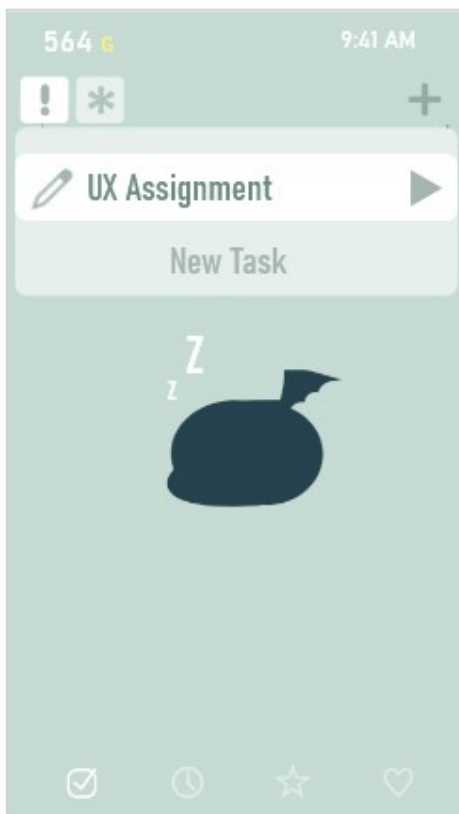 564 G
9:41 AM
! *
+
UX Assignment
New Task
Z
z